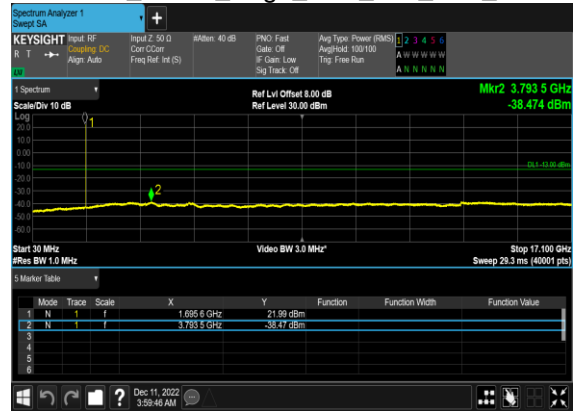 Spectrum Analyzer 1
Swept SA
+
KEYSIGHT Input: RF Input Z: 50 Ω #Atten: 40 dB PNO: Fast Avg Type: Power (RMS) 1 2 3 4 5 6
R T Coupling: DC Corr CCorr Gate: Off Avg|Hold: 100/100 A W W W W W
Align: Auto Freq Ref: Int (S) IF Gain: Low Trig: Free Run
LW Sig Track: Off A N N N N N
1 Spectrum Ref Lvl Offset 8.00 dB Mkr2 3.793 5 GHz
Scale/Div 10 dB Ref Level 30.00 dBm -38.474 dBm
Log
20.0
10.0
0.00
-10.0
-20.0
-30.0
-40.0
-50.0
-60.0
1
2
DL1 -13.00 dBm
Start 30 MHz Video BW 3.0 MHz* Stop 17.100 GHz
#Res BW 1.0 MHz Sweep 29.3 ms (40001 pts)
5 Marker Table
Mode Trace Scale X Y Function Function Width Function Value
1 N 1 f 1.695 6 GHz 21.99 dBm
2 N 1 f 3.793 5 GHz -38.47 dBm
3
4
5
6
? Dec 11, 2022
3:59:46 AM